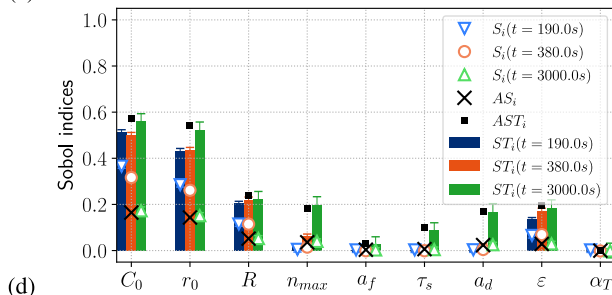 1.0
0.8
0.6
0.4
0.2
0.0
Sobol indices
S_i(t = 190.0s)
S_i(t = 380.0s)
S_i(t = 3000.0s)
AS_i
AST_i
ST_i(t = 190.0s)
ST_i(t = 380.0s)
ST_i(t = 3000.0s)
C_0 r_0 R n_{max} a_f τ_s a_d ε α_T
(d)